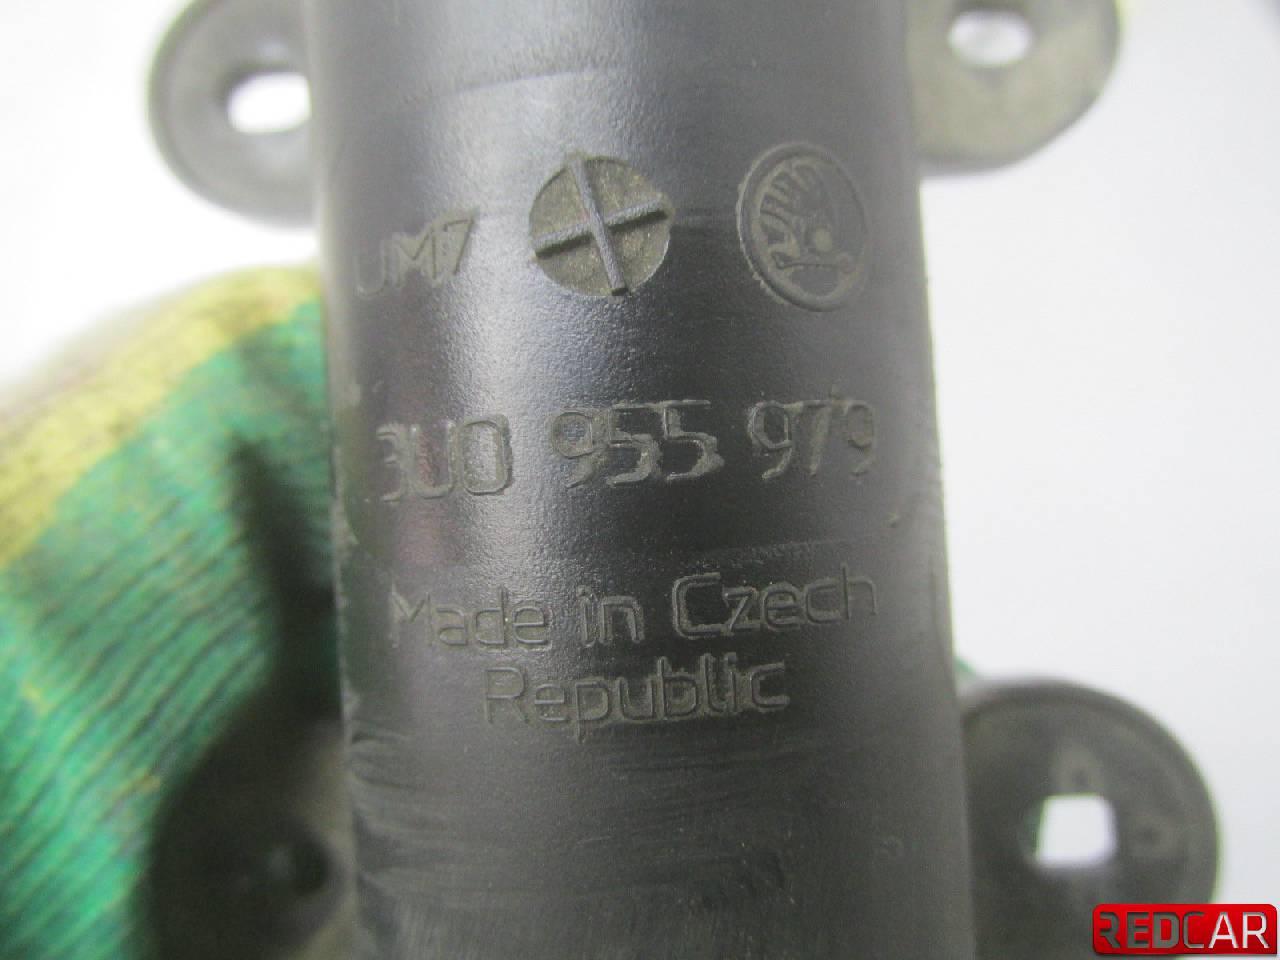 UM7
3U0 955 979
Made in Czech
Republic
REDCAR